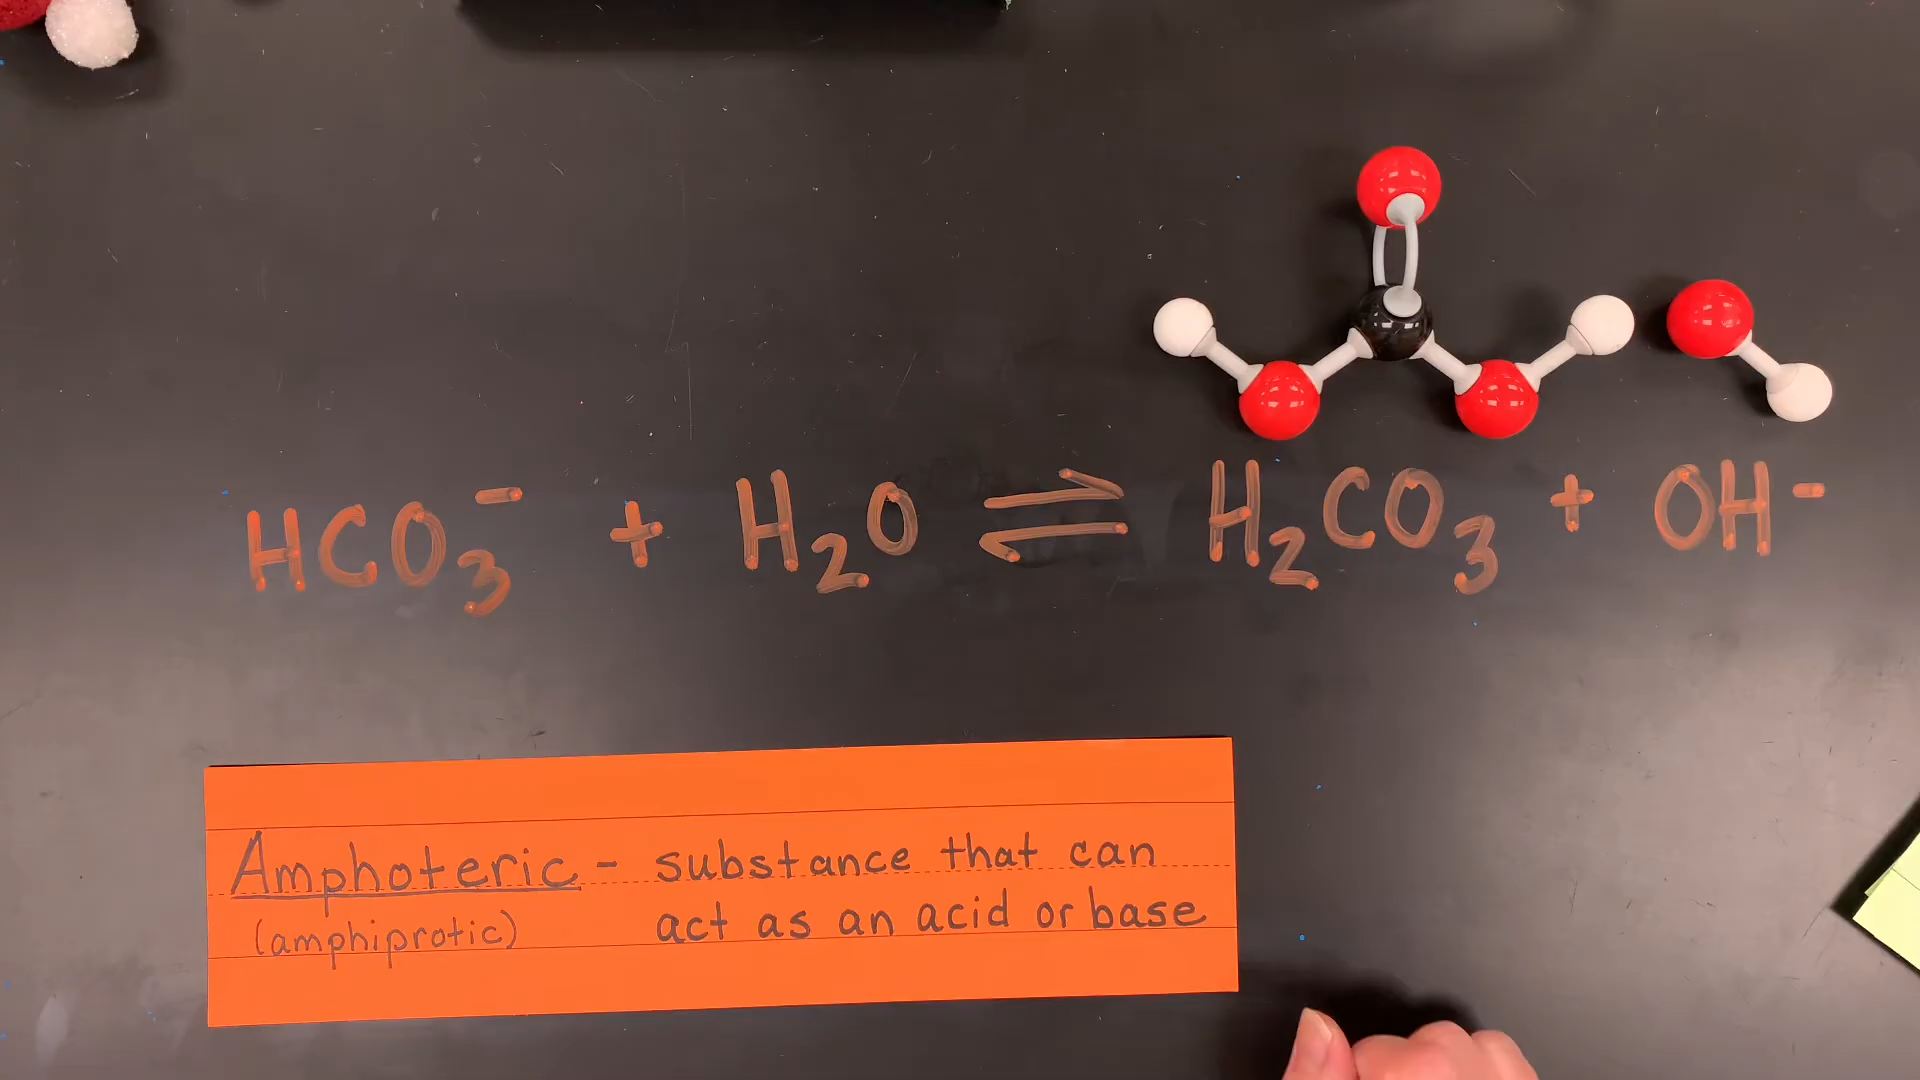 HCO₃⁻ + H₂O ⇌ H₂CO₃ + OH⁻
Amphoteric - substance that can
(amphiprotic) act as an acid or base